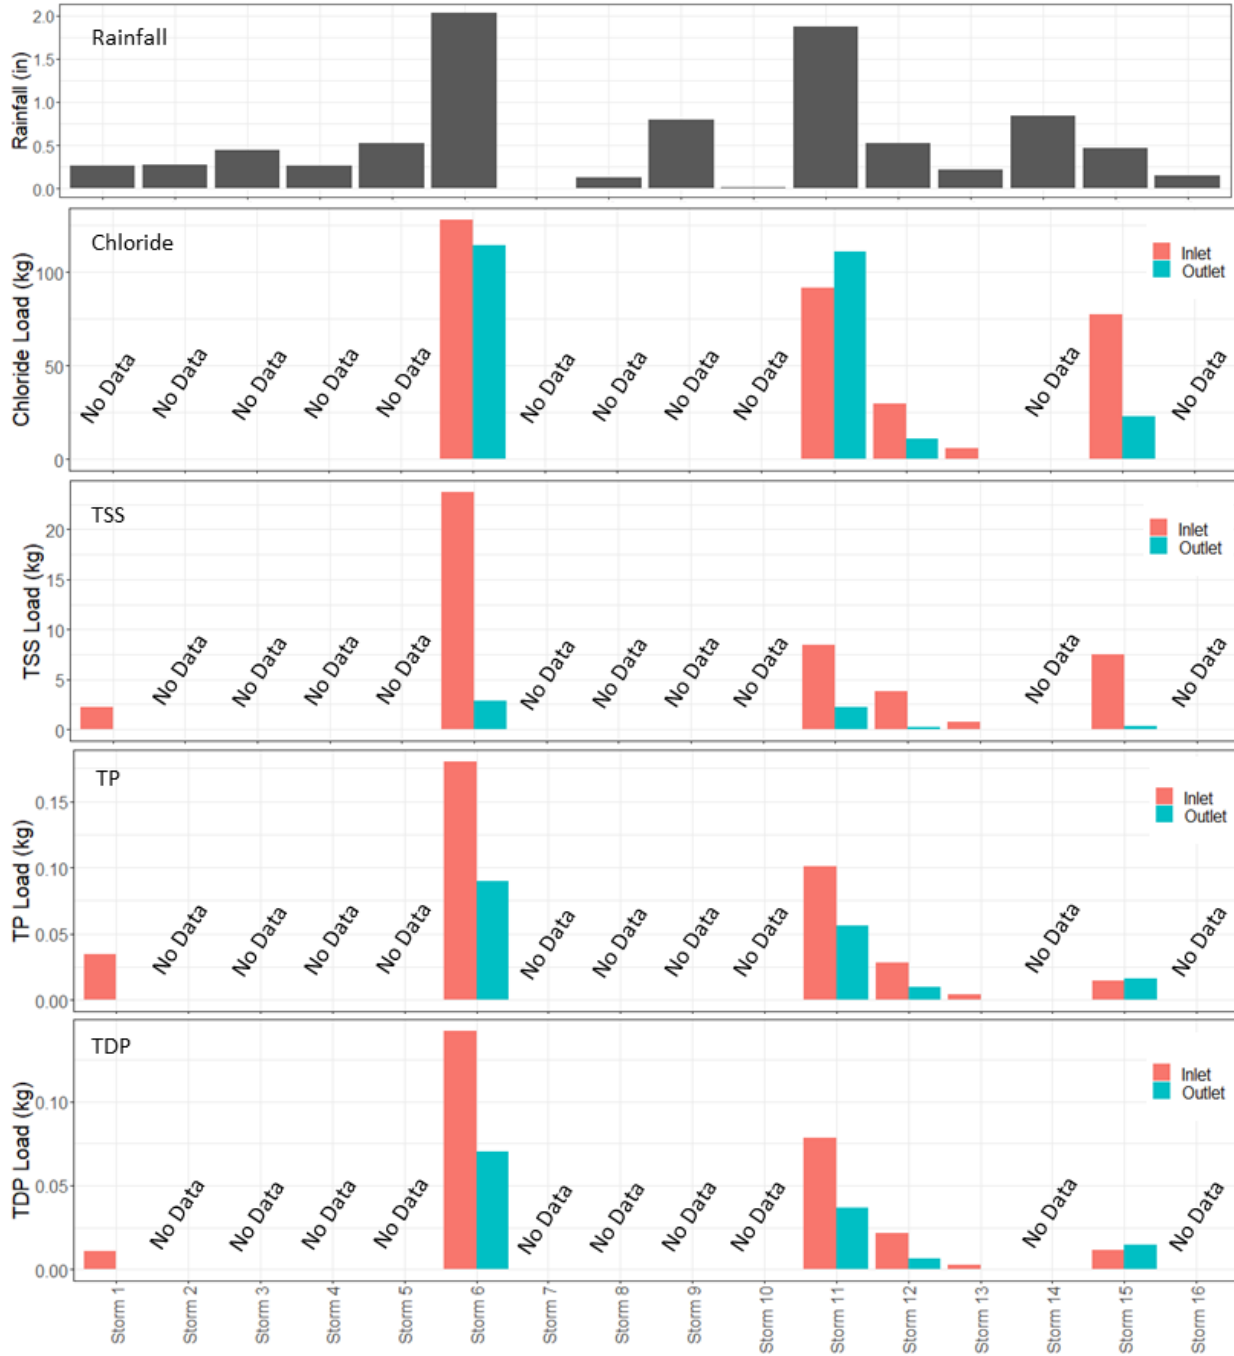 Rainfall
Rainfall (in)
2.0
1.5
1.0
0.5
0.0
Chloride
Chloride Load (kg)
100
50
0
Inlet
Outlet
No Data
No Data
No Data
No Data
No Data
No Data
No Data
No Data
No Data
No Data
No Data
TSS
TSS Load (kg)
20
15
10
5
0
Inlet
Outlet
No Data
No Data
No Data
No Data
No Data
No Data
No Data
No Data
No Data
No Data
TP
TP Load (kg)
0.15
0.10
0.05
0.00
Inlet
Outlet
No Data
No Data
No Data
No Data
No Data
No Data
No Data
No Data
No Data
No Data
TDP
TDP Load (kg)
0.10
0.05
0.00
Inlet
Outlet
No Data
No Data
No Data
No Data
No Data
No Data
No Data
No Data
No Data
No Data
Storm 1
Storm 2
Storm 3
Storm 4
Storm 5
Storm 6
Storm 7
Storm 8
Storm 9
Storm 10
Storm 11
Storm 12
Storm 13
Storm 14
Storm 15
Storm 16